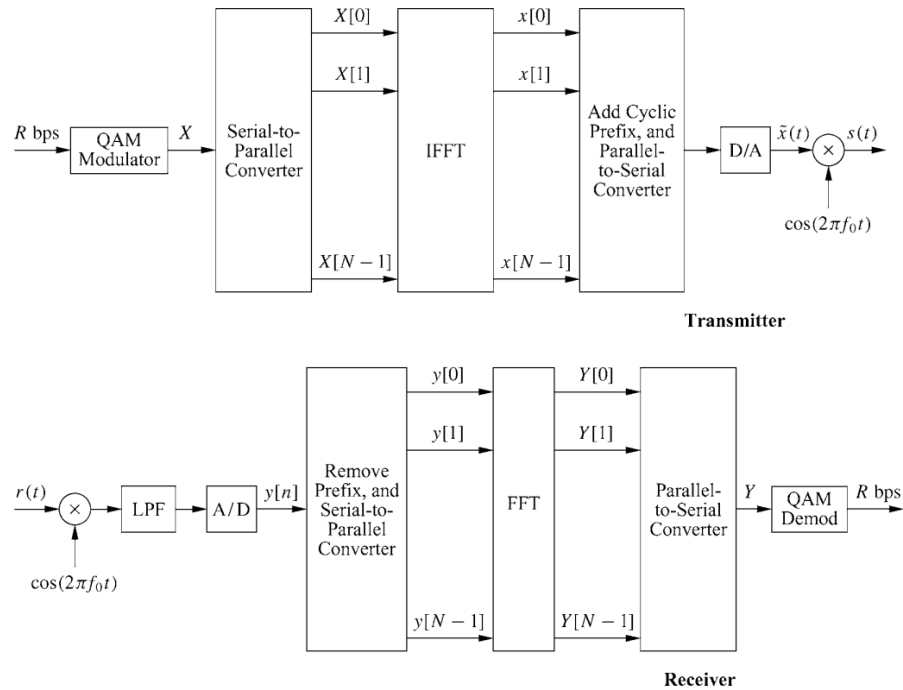 X[0]
x[0]
X[1]
x[1]
R bps
QAM
Modulator
X
Serial-to-
Parallel
Converter
IFFT
Add Cyclic
Prefix, and
Parallel-
to-Serial
Converter
D/A
x̃(t)
×
s(t)
cos(2πf₀t)
X[N − 1]
x[N − 1]
Transmitter
y[0]
Y[0]
y[1]
Y[1]
r(t)
×
LPF
A/D
y[n]
Remove
Prefix, and
Serial-to-
Parallel
Converter
FFT
Parallel-
to-Serial
Converter
Y
QAM
Demod
R bps
cos(2πf₀t)
y[N − 1]
Y[N − 1]
Receiver